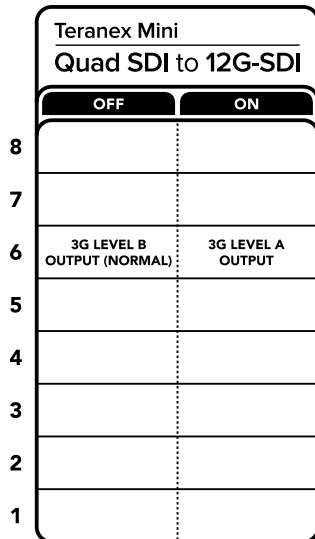 Teranex Mini
Quad SDI to 12G-SDI
OFF ON
8
7
6 3G LEVEL B 3G LEVEL A
OUTPUT (NORMAL) OUTPUT
5
4
3
2
1